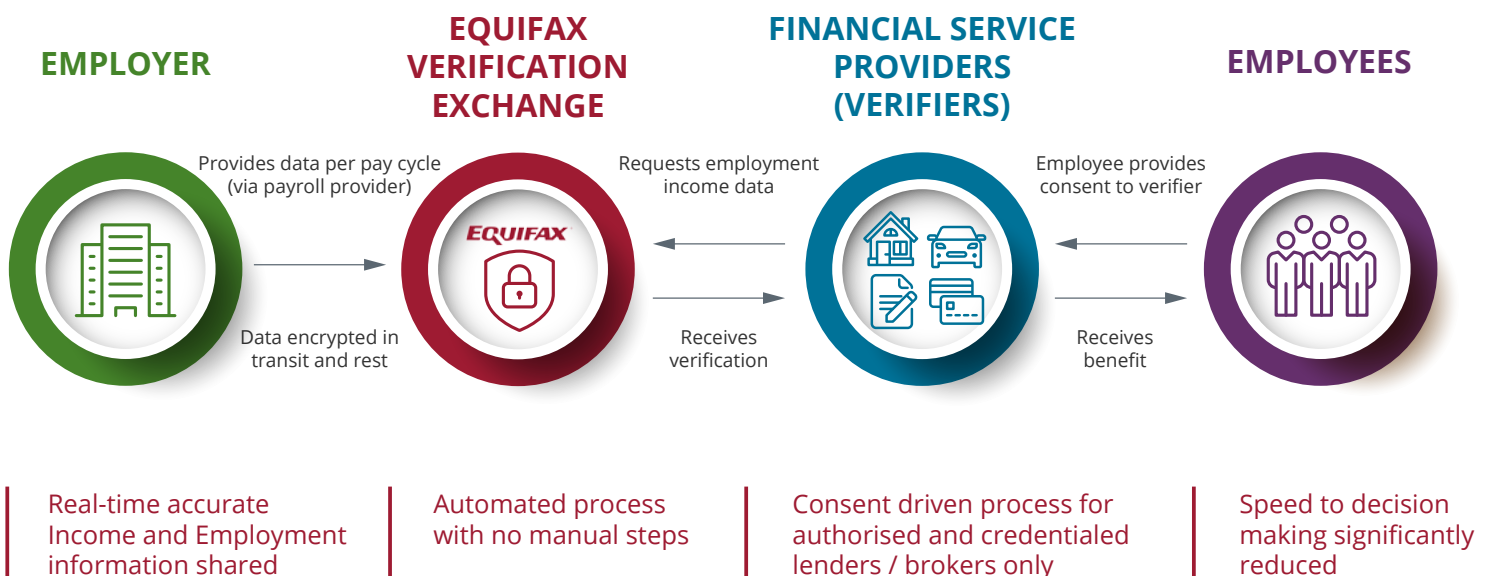 EMPLOYER
EQUIFAX
VERIFICATION
EXCHANGE
FINANCIAL SERVICE
PROVIDERS
(VERIFIERS)
EMPLOYEES
Provides data per pay cycle
(via payroll provider)
Data encrypted in
transit and rest
EQUIFAX
Requests employment
income data
Receives
verification
Employee provides
consent to verifier
Receives
benefit
Real-time accurate
Income and Employment
information shared
Automated process
with no manual steps
Consent driven process for
authorised and credentialed
lenders / brokers only
Speed to decision
making significantly
reduced